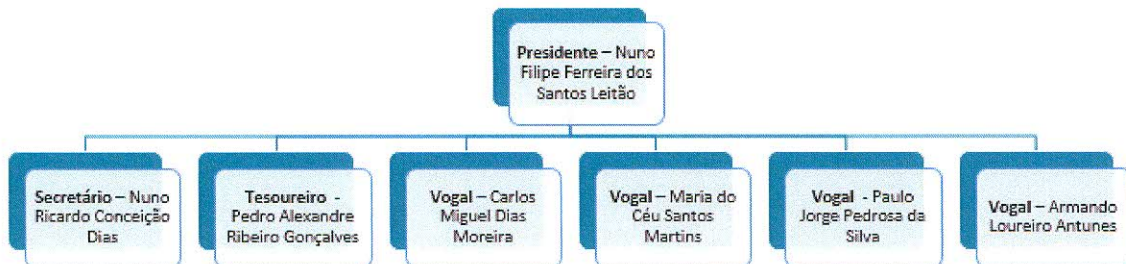 Presidente – Nuno
Filipe Ferreira dos
Santos Leitão
Secretário – Nuno
Ricardo Conceição
Dias
Tesoureiro -
Pedro Alexandre
Ribeiro Gonçalves
Vogal – Carlos
Miguel Dias
Moreira
Vogal – Maria do
Céu Santos
Martins
Vogal - Paulo
Jorge Pedrosa da
Silva
Vogal – Armando
Loureiro Antunes